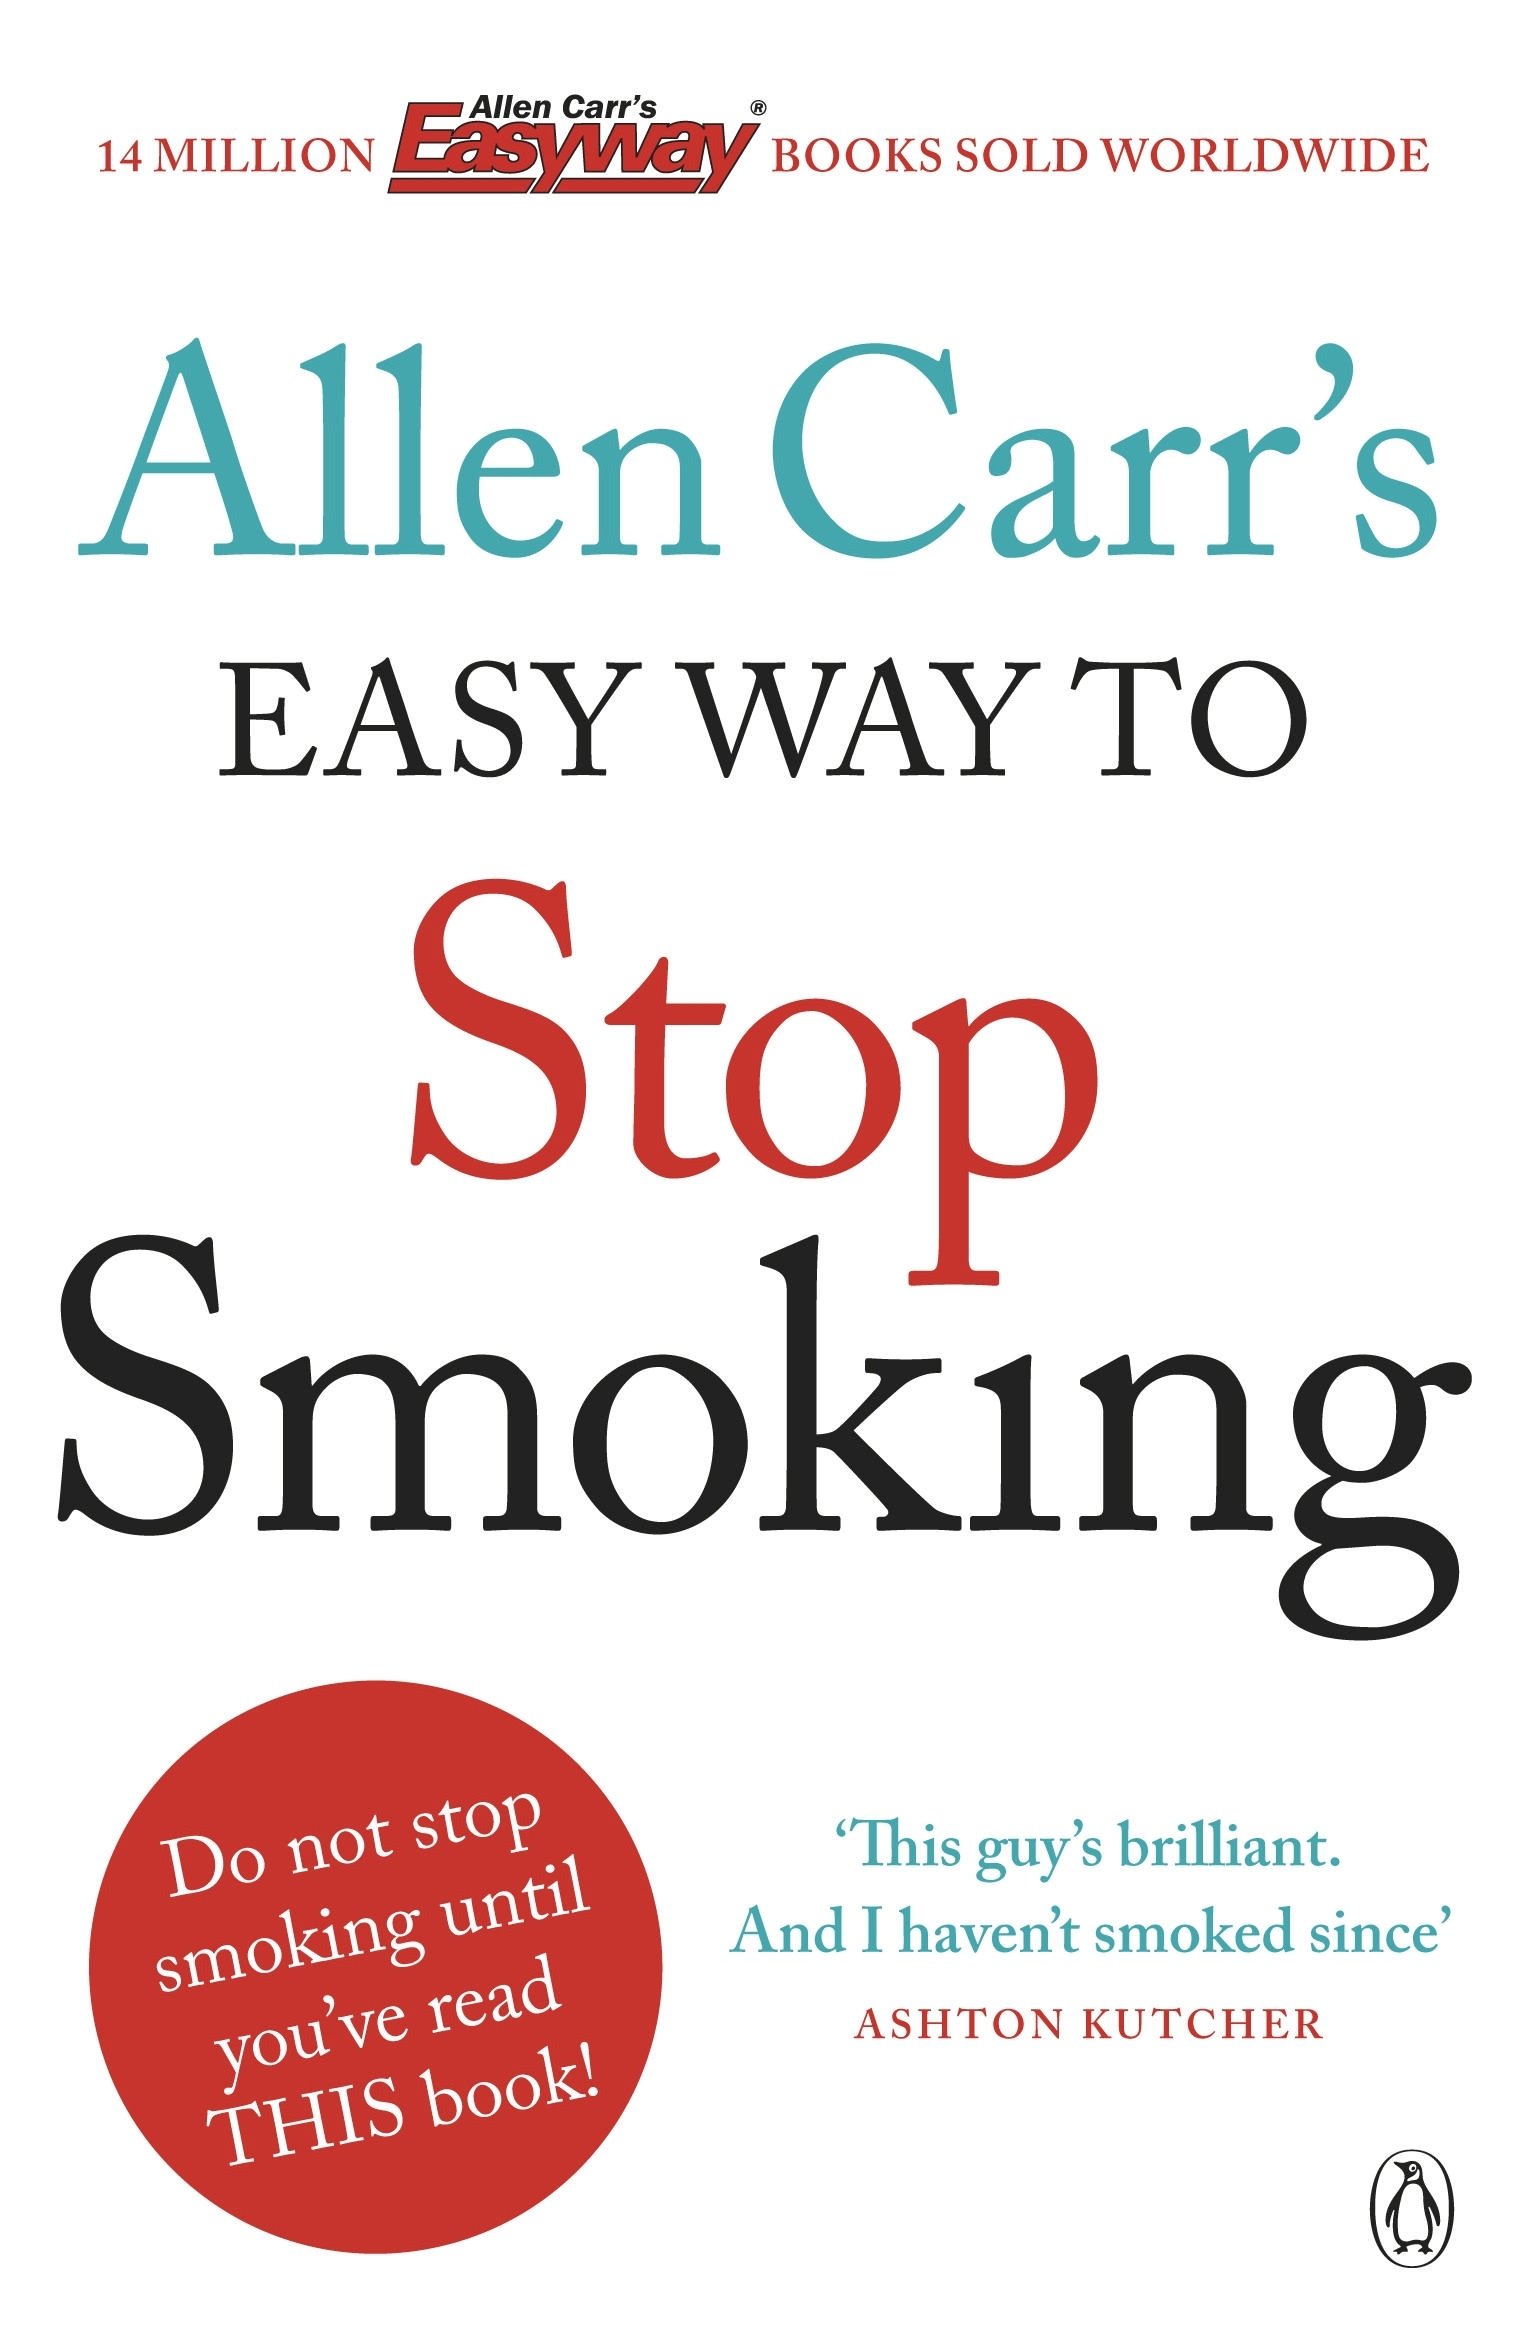 14 MILLION Allen Carr's Easyway® BOOKS SOLD WORLDWIDE
Allen Carr’s
EASY WAY TO
Stop
Smoking
Do not stop
smoking until
you’ve read
THIS book!
‘This guy’s brilliant.
And I haven’t smoked since’
ASHTON KUTCHER